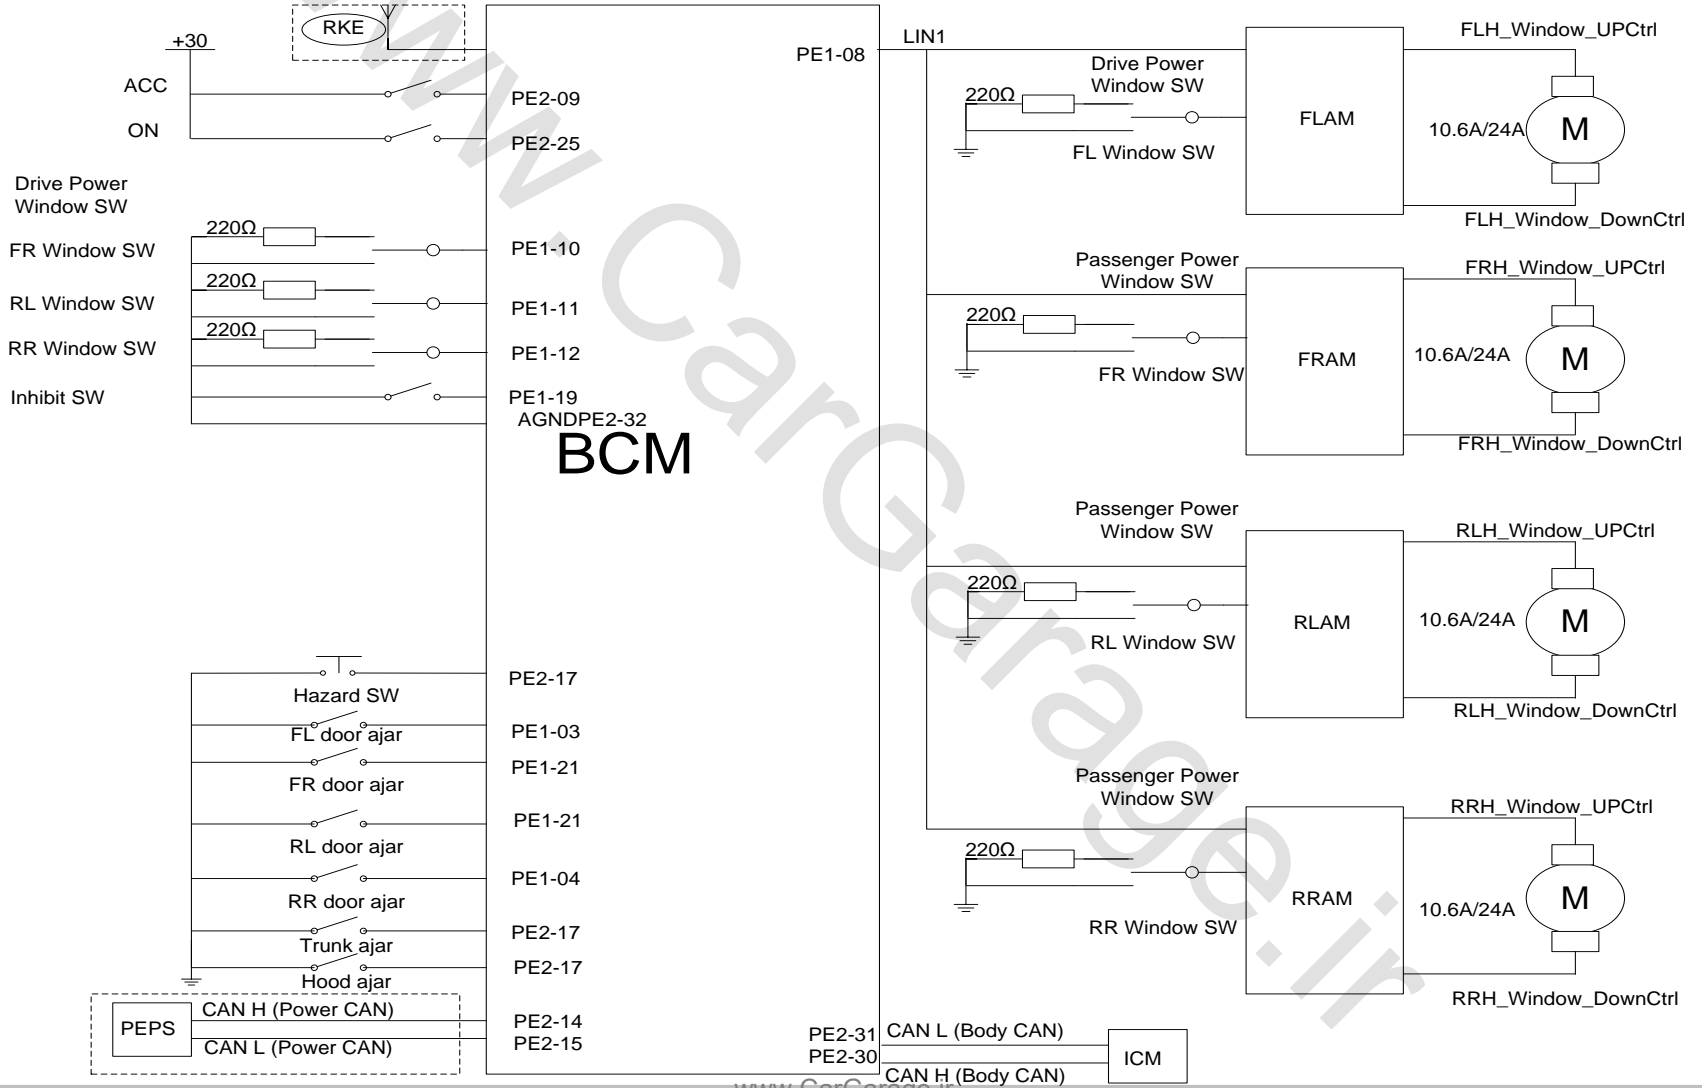 RKE
+30
ACC
ON
PE2-09
PE2-25
Drive Power
Window SW
220Ω
FR Window SW
PE1-10
220Ω
RL Window SW
PE1-11
220Ω
RR Window SW
PE1-12
Inhibit SW
PE1-19
AGNDPE2-32
BCM
PE2-17
Hazard SW
PE1-03
FL door ajar
PE1-21
FR door ajar
PE1-21
RL door ajar
PE1-04
RR door ajar
PE2-17
Trunk ajar
PE2-17
Hood ajar
PEPS
CAN H (Power CAN)
CAN L (Power CAN)
PE2-14
PE2-15
PE1-08
LIN1
Drive Power
Window SW
220Ω
FL Window SW
FLAM
FLH_Window_UPCtrl
10.6A/24A
M
FLH_Window_DownCtrl
Passenger Power
Window SW
220Ω
FR Window SW
FRAM
FRH_Window_UPCtrl
10.6A/24A
M
FRH_Window_DownCtrl
Passenger Power
Window SW
220Ω
RL Window SW
RLAM
RLH_Window_UPCtrl
10.6A/24A
M
RLH_Window_DownCtrl
Passenger Power
Window SW
220Ω
RR Window SW
RRAM
RRH_Window_UPCtrl
10.6A/24A
M
RRH_Window_DownCtrl
PE2-31
CAN L (Body CAN)
PE2-30
CAN H (Body CAN)
ICM
www.CarGarage.ir
www.CarGarage.ir